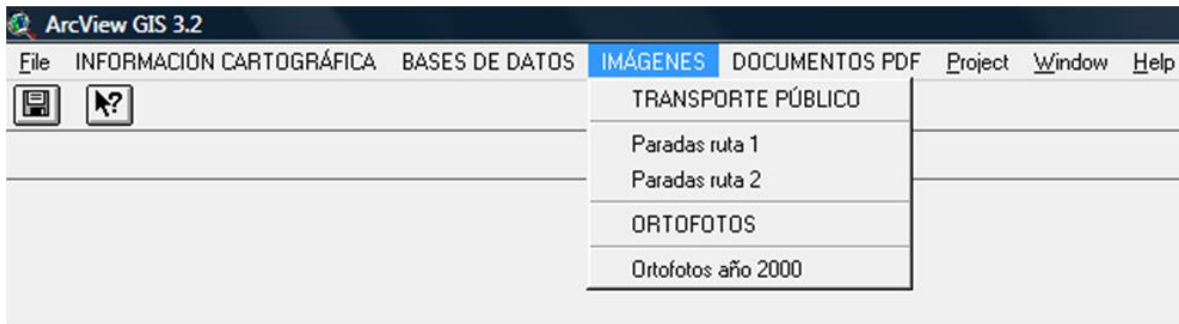 ArcView GIS 3.2
File INFORMACIÓN CARTOGRÁFICA BASES DE DATOS IMÁGENES DOCUMENTOS PDF Project Window Help
TRANSPORTE PÚBLICO
Paradas ruta 1
Paradas ruta 2
ORTOFOTOS
Ortofotos año 2000